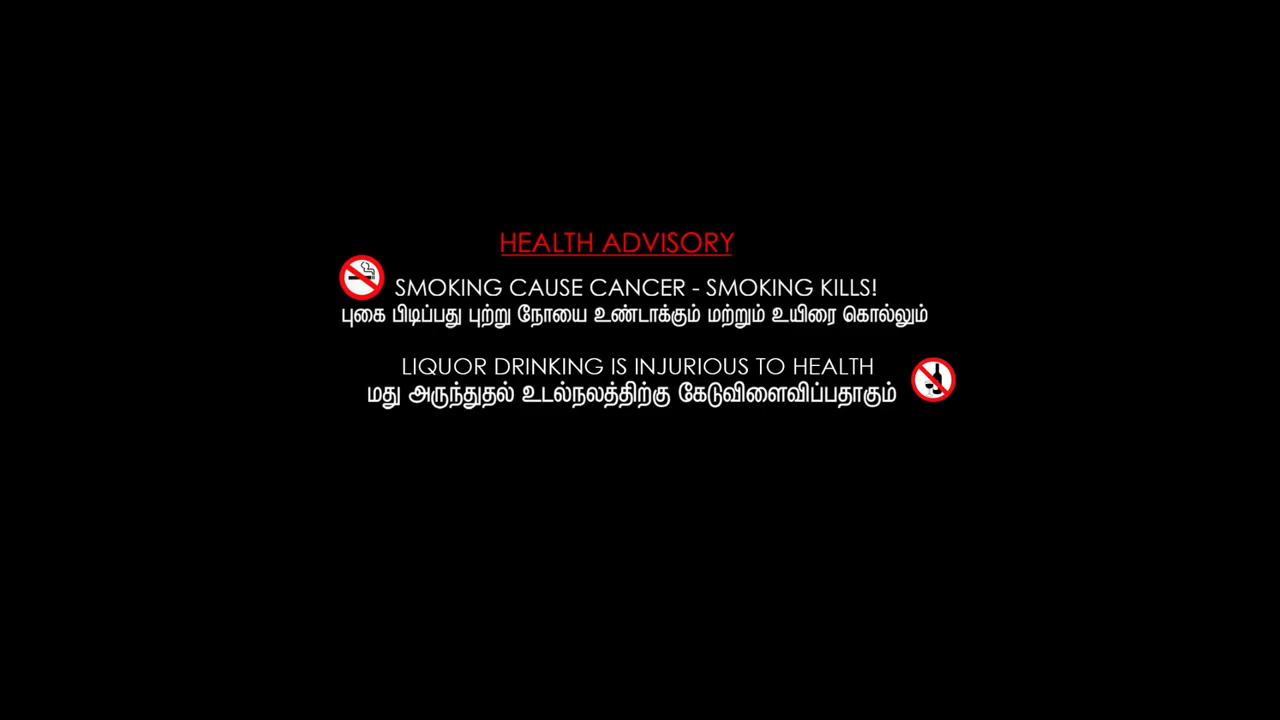 HEALTH ADVISORY
SMOKING CAUSE CANCER - SMOKING KILLS!
புகை பிடிப்பது புற்று நோயை உண்டாக்கும் மற்றும் உயிரை கொல்லும்
LIQUOR DRINKING IS INJURIOUS TO HEALTH
மது அருந்துதல் உடல்நலத்திற்கு கேடுவிளைவிப்பதாகும்